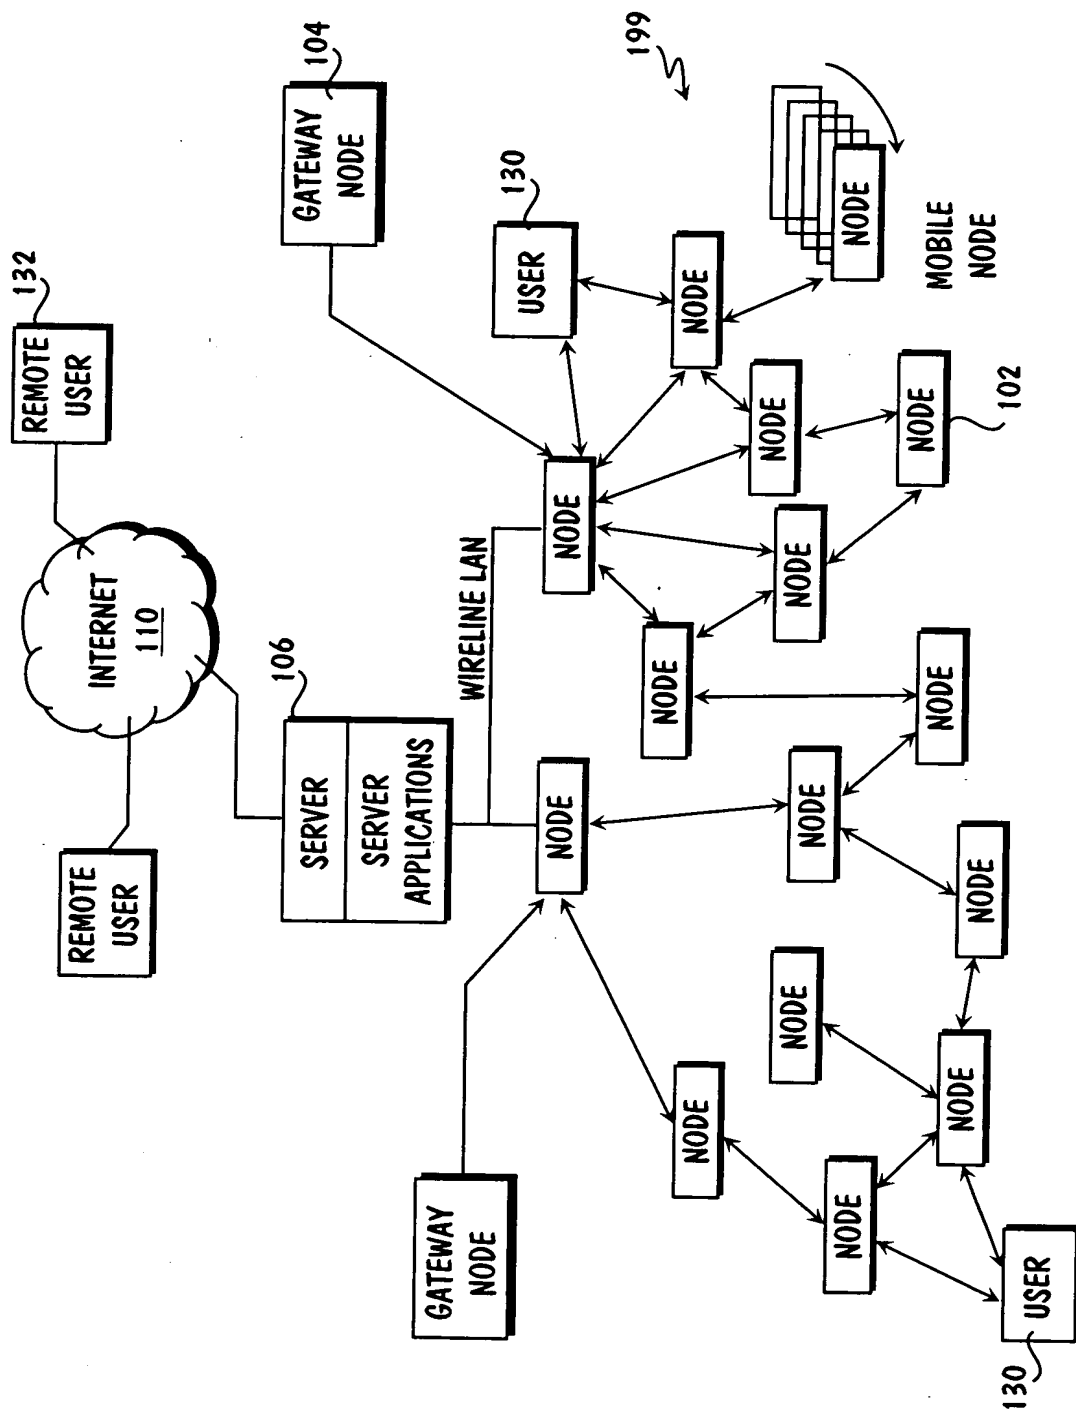 132
REMOTE
USER
REMOTE
USER
INTERNET
110
104
GATEWAY
NODE
106
SERVER
SERVER
APPLICATIONS
WIRELINE LAN
GATEWAY
NODE
130
USER
NODE
NODE
199
NODE
NODE
NODE
NODE
NODE
NODE
NODE
NODE
NODE
MOBILE
NODE
NODE
102
NODE
NODE
NODE
USER
130